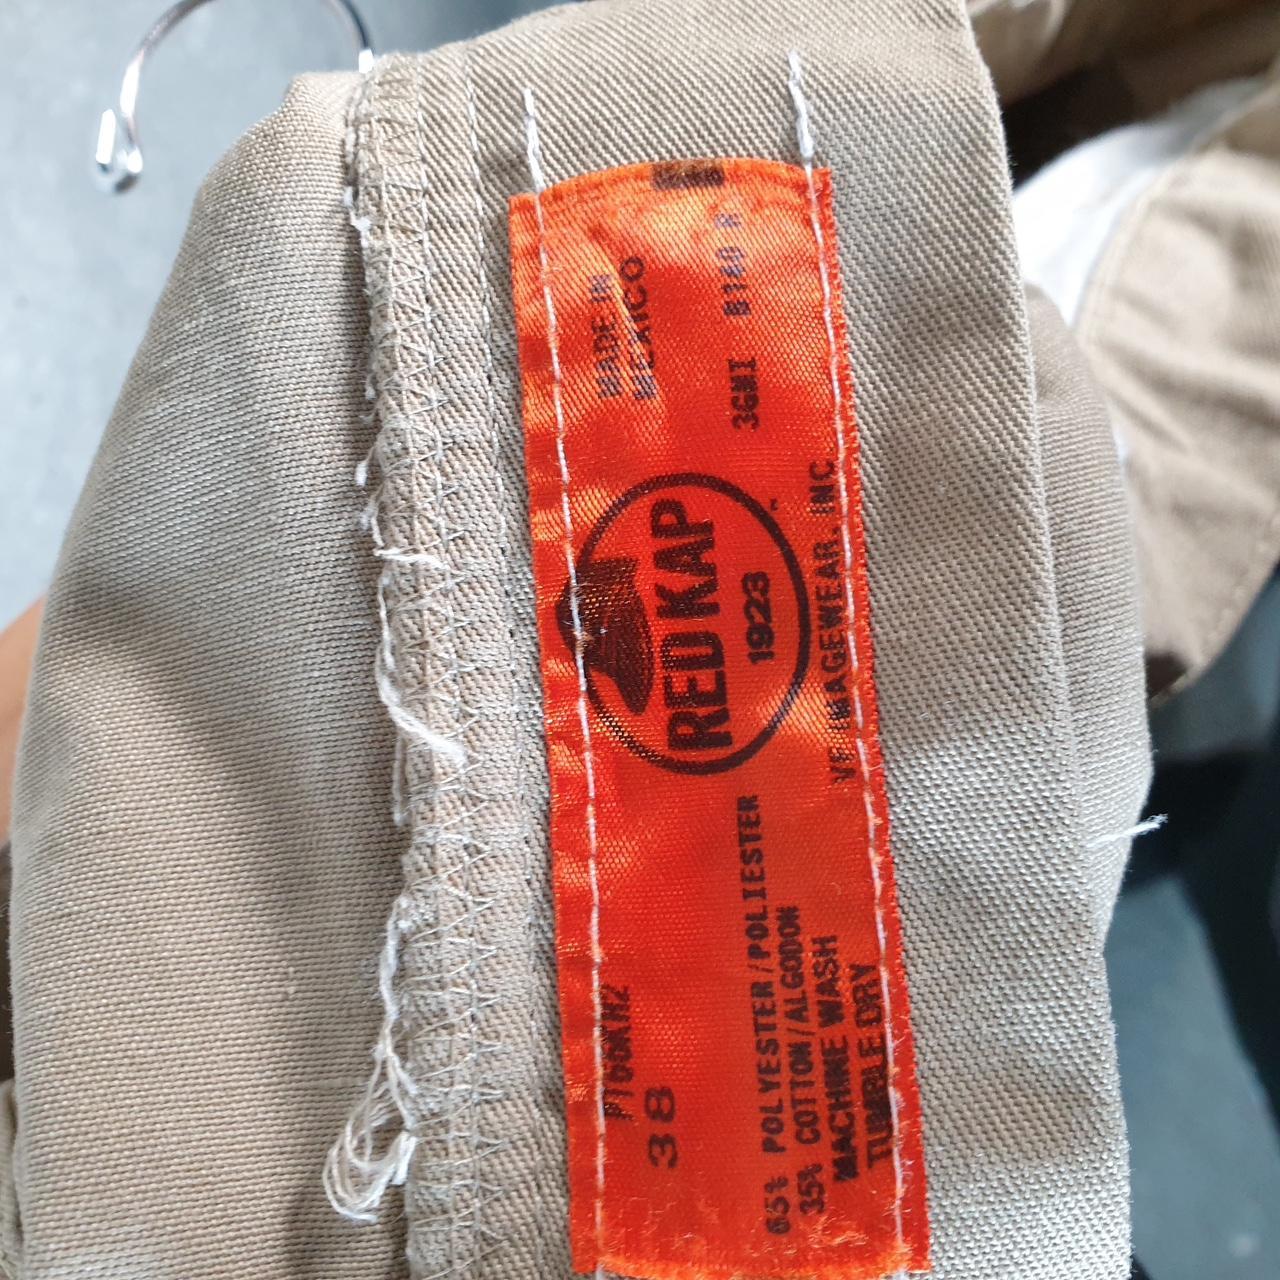 PT66KH2
38
65% POLYESTER/POLIESTER
35% COTTON/ALGODON
MACHINE WASH
TUMBLE DRY
RED KAP
1923
™
VF IMAGEWEAR, INC
MADE IN
MEXICO